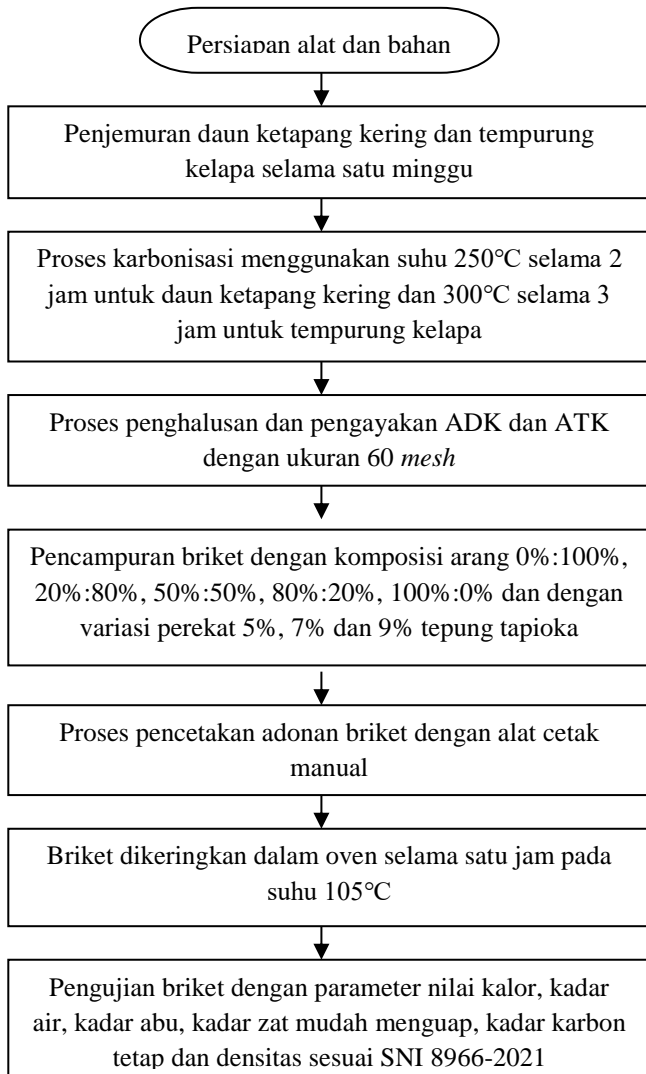 Persiapan alat dan bahan
Penjemuran daun ketapang kering dan tempurung
kelapa selama satu minggu
Proses karbonisasi menggunakan suhu 250°C selama 2
jam untuk daun ketapang kering dan 300°C selama 3
jam untuk tempurung kelapa
Proses penghalusan dan pengayakan ADK dan ATK
dengan ukuran 60 mesh
Pencampuran briket dengan komposisi arang 0%:100%,
20%:80%, 50%:50%, 80%:20%, 100%:0% dan dengan
variasi perekat 5%, 7% dan 9% tepung tapioka
Proses pencetakan adonan briket dengan alat cetak
manual
Briket dikeringkan dalam oven selama satu jam pada
suhu 105°C
Pengujian briket dengan parameter nilai kalor, kadar
air, kadar abu, kadar zat mudah menguap, kadar karbon
tetap dan densitas sesuai SNI 8966-2021